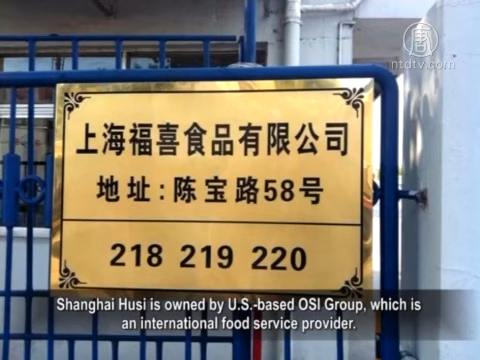 唐
ntdtv.com
上海福喜食品有限公司
地址:陈宝路58号
218 219 220
Shanghai Husi is owned by U.S.-based OSI Group, which is
an international food service provider.